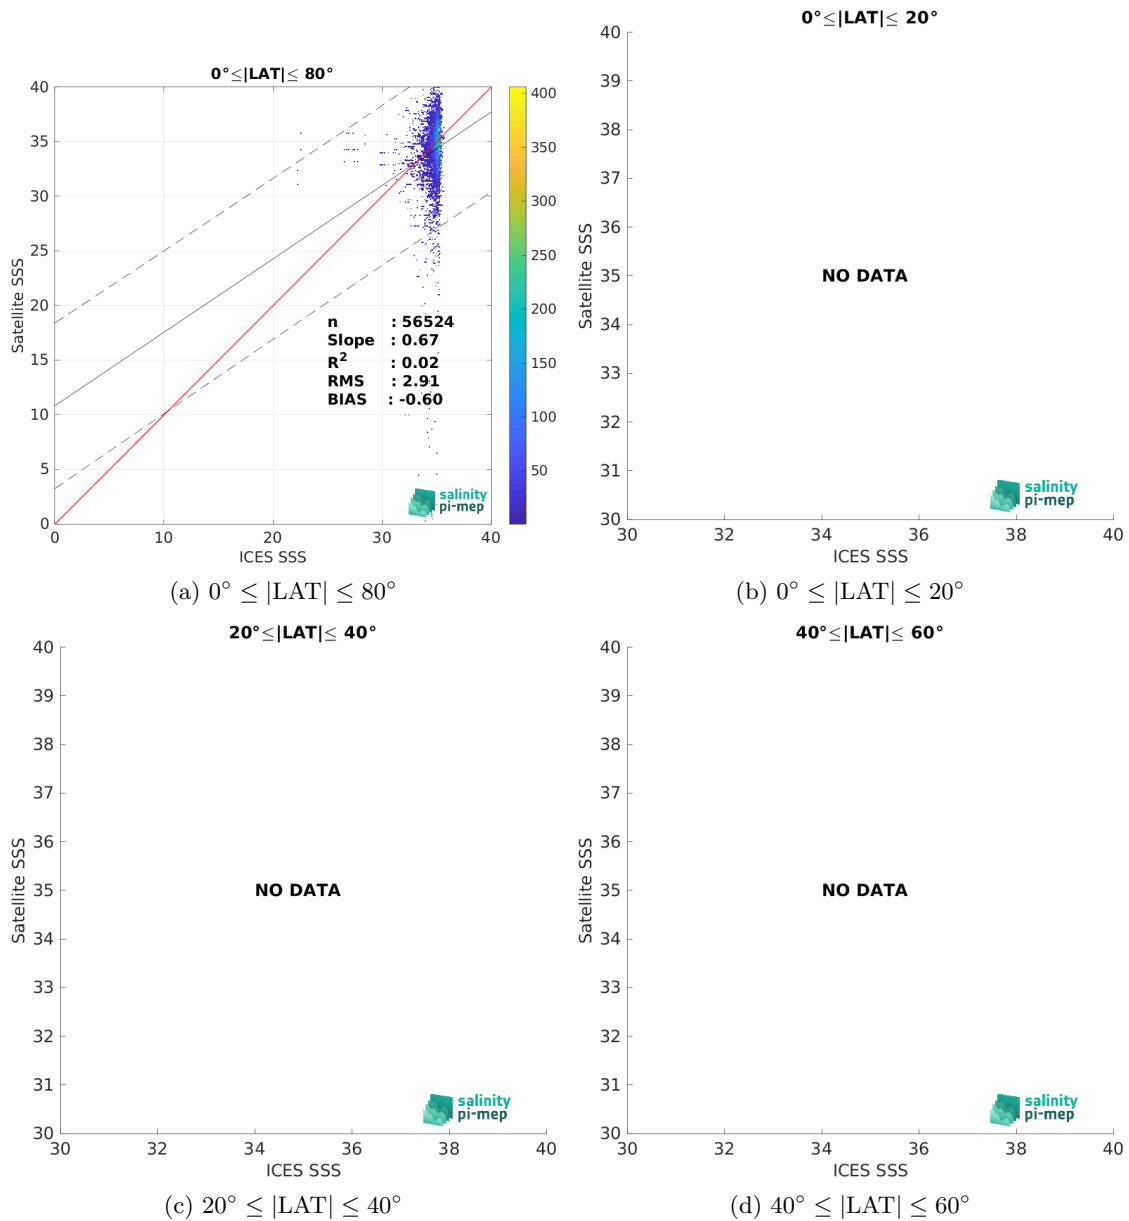 0°≤|LAT|≤ 80°
40
35
30
25
20
15
10
5
0
0
10
20
30
40
Satellite SSS
ICES SSS
n : 56524
Slope : 0.67
R² : 0.02
RMS : 2.91
BIAS : -0.60
400
350
300
250
200
150
100
50
salinity
pi-mep
(a) 0° ≤ |LAT| ≤ 80°
0°≤|LAT|≤ 20°
40
39
38
37
36
35
34
33
32
31
30
30
32
34
36
38
40
Satellite SSS
ICES SSS
NO DATA
salinity
pi-mep
(b) 0° ≤ |LAT| ≤ 20°
20°≤|LAT|≤ 40°
40
39
38
37
36
35
34
33
32
31
30
30
32
34
36
38
40
Satellite SSS
ICES SSS
NO DATA
salinity
pi-mep
(c) 20° ≤ |LAT| ≤ 40°
40°≤|LAT|≤ 60°
40
39
38
37
36
35
34
33
32
31
30
30
32
34
36
38
40
Satellite SSS
ICES SSS
NO DATA
salinity
pi-mep
(d) 40° ≤ |LAT| ≤ 60°